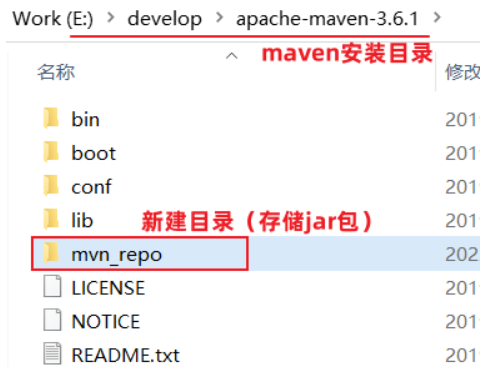 Work (E:) > develop > apache-maven-3.6.1 >
maven安装目录
名称 修改
bin 201
boot 201
conf 201
lib 新建目录（存储jar包） 201
mvn_repo 202
LICENSE 201
NOTICE 201
README.txt 201